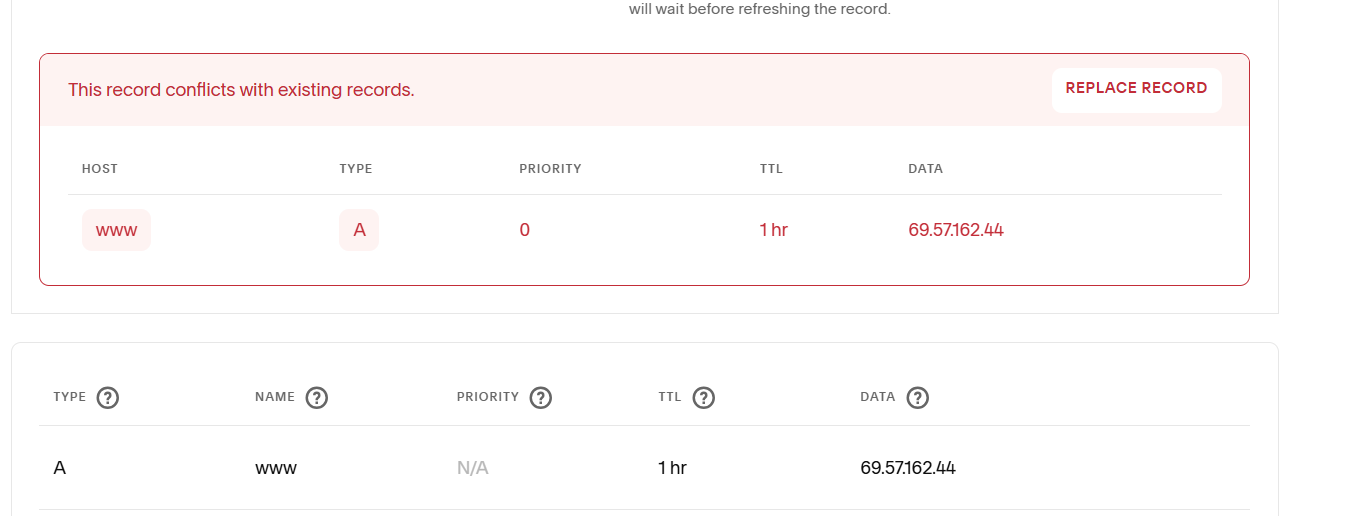 will wait before refreshing the record.
This record conflicts with existing records.
REPLACE RECORD
HOST TYPE PRIORITY TTL DATA
www A 0 1 hr 69.57.162.44
TYPE ? NAME ? PRIORITY ? TTL ? DATA ?
A www N/A 1 hr 69.57.162.44